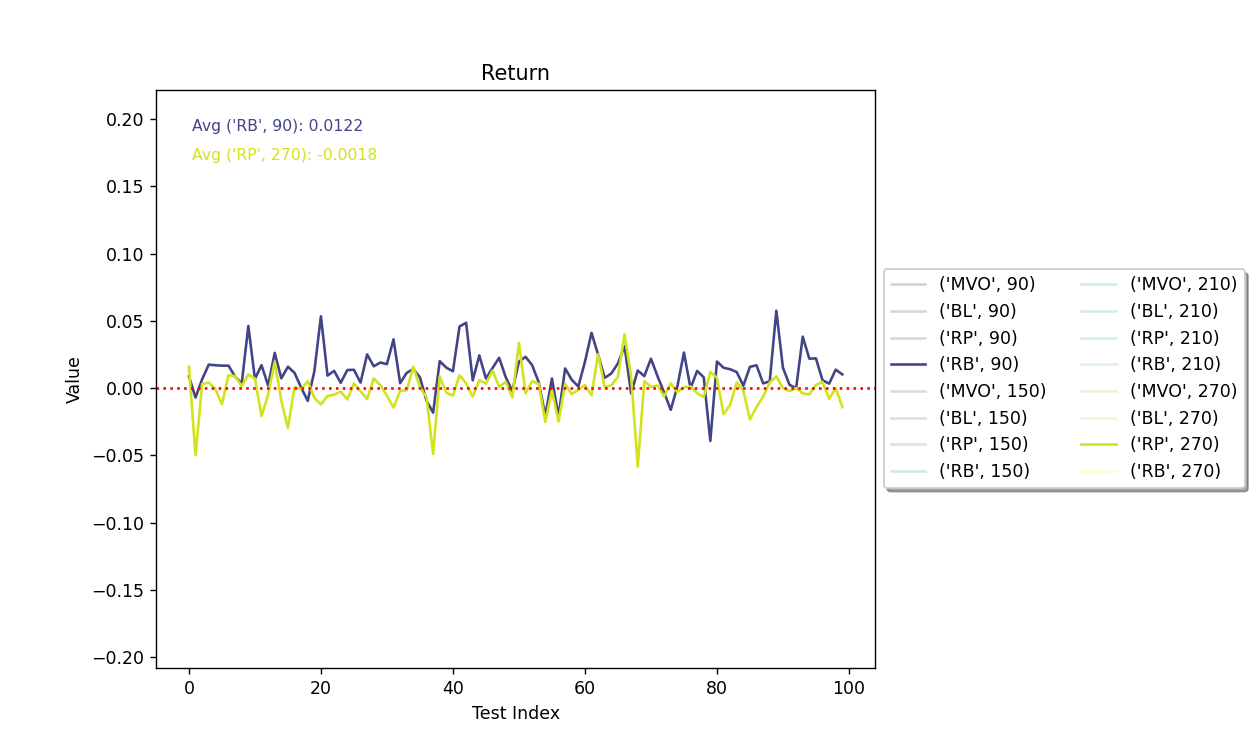 Return
Avg ('RB', 90): 0.0122
Avg ('RP', 270): -0.0018
0.20
0.15
0.10
0.05
0.00
−0.05
−0.10
−0.15
−0.20
Value
0 20 40 60 80 100
Test Index
('MVO', 90) ('MVO', 210)
('BL', 90) ('BL', 210)
('RP', 90) ('RP', 210)
('RB', 90) ('RB', 210)
('MVO', 150) ('MVO', 270)
('BL', 150) ('BL', 270)
('RP', 150) ('RP', 270)
('RB', 150) ('RB', 270)